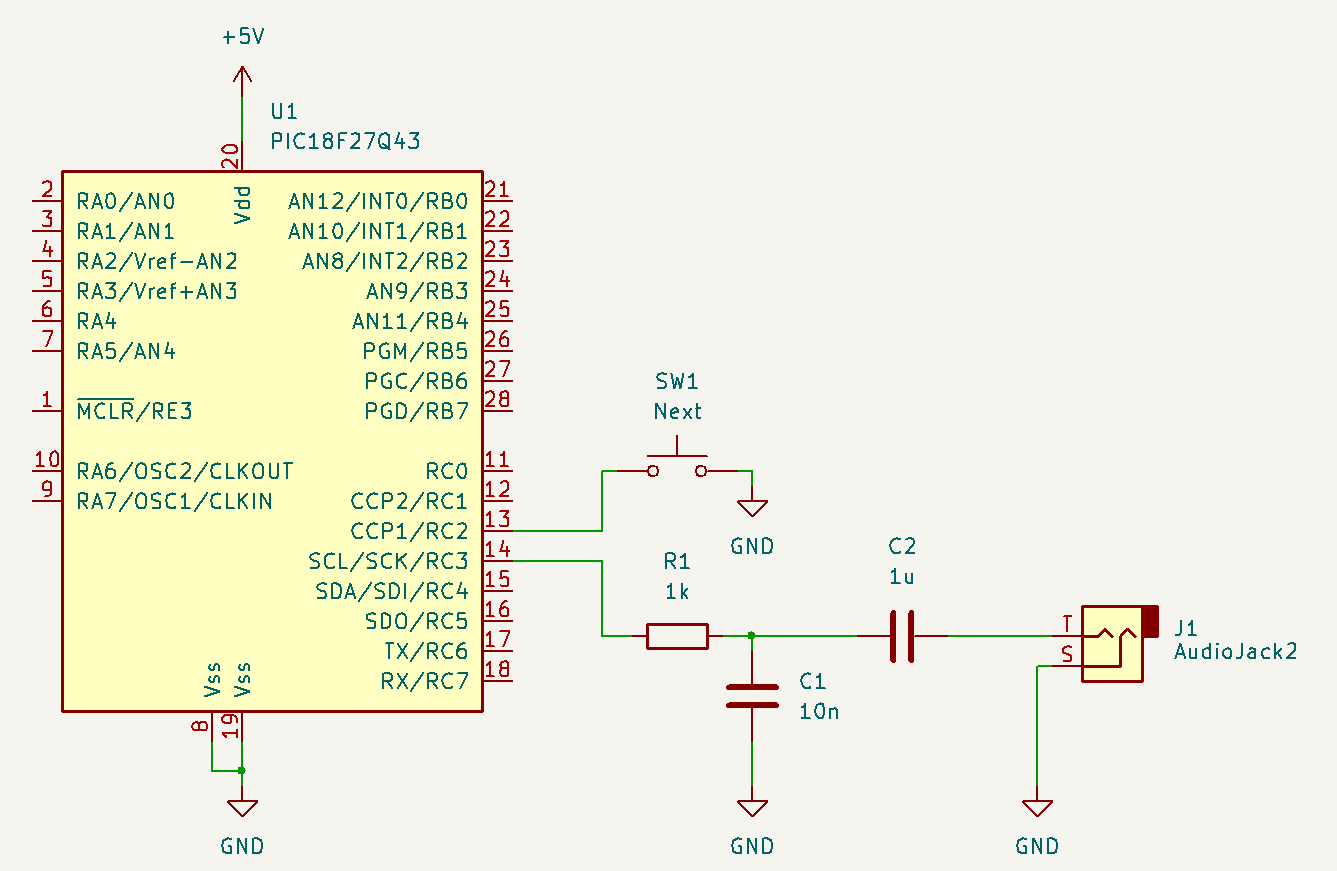 +5V
U1
PIC18F27Q43
20
Vdd
2
RA0/AN0
3
RA1/AN1
4
RA2/Vref-AN2
5
RA3/Vref+AN3
6
RA4
7
RA5/AN4
1
MCLR/RE3
10
RA6/OSC2/CLKOUT
9
RA7/OSC1/CLKIN
AN12/INT0/RB0
21
AN10/INT1/RB1
22
AN8/INT2/RB2
23
AN9/RB3
24
AN11/RB4
25
PGM/RB5
26
PGC/RB6
27
PGD/RB7
28
RC0
11
CCP2/RC1
12
CCP1/RC2
13
SCL/SCK/RC3
14
SDA/SDI/RC4
15
SDO/RC5
16
TX/RC6
17
RX/RC7
18
Vss
8
Vss
19
GND
SW1
Next
GND
R1
1k
C1
10n
GND
C2
1u
T
S
J1
AudioJack2
GND